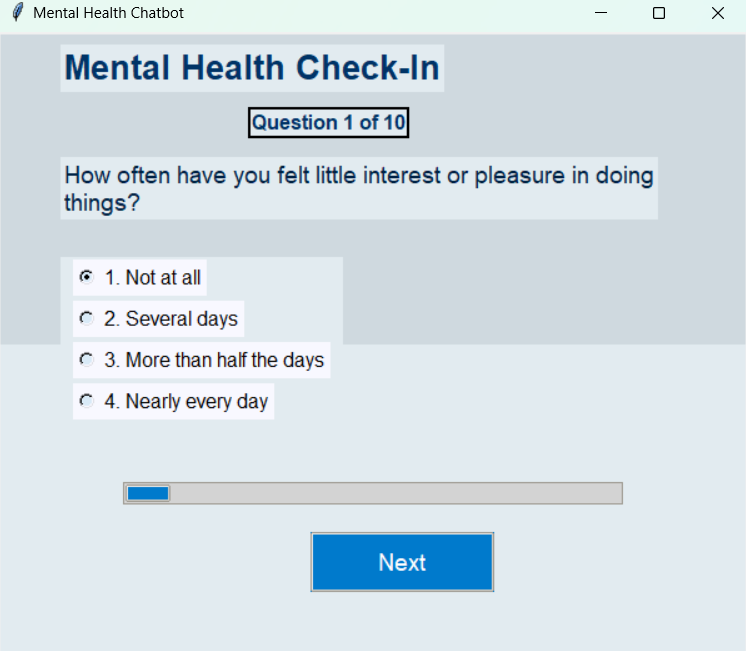 Mental Health Chatbot
Mental Health Check-In
Question 1 of 10
How often have you felt little interest or pleasure in doing
things?
1. Not at all
2. Several days
3. More than half the days
4. Nearly every day
Next